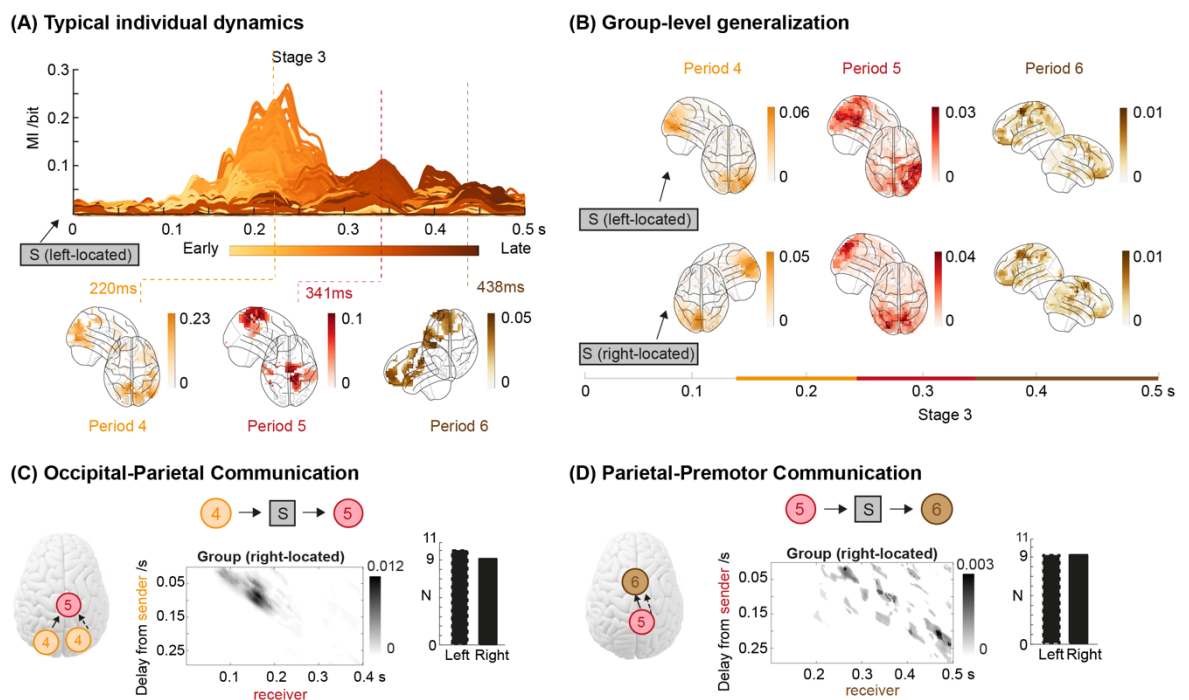 (A) Typical individual dynamics
Stage 3
0.3
0.2
0.1
0
MI /bit
0 0.1 0.2 0.3 0.4 0.5 s
S (left-located)
Early Late
220ms 341ms 438ms
0.23 0.1 0.05
0 0 0
Period 4 Period 5 Period 6
(B) Group-level generalization
Period 4 Period 5 Period 6
0.06 0.03 0.01
0 0 0
S (left-located)
0.05 0.04 0.01
0 0 0
S (right-located)
0 0.1 0.2 0.3 0.4 0.5 s
Stage 3
(C) Occipital-Parietal Communication
4 S 5
Group (right-located)
5
4 4
Delay from sender /s
0.05
0.15
0.25
0.1 0.2 0.3 0.4 s
receiver
0.012
0
11
9
N
0
Left Right
(D) Parietal-Premotor Communication
5 S 6
Group (right-located)
6
5
Delay from sender /s
0.05
0.15
0.25
0.2 0.3 0.4 0.5 s
receiver
0.003
0
11
9
N
0
Left Right